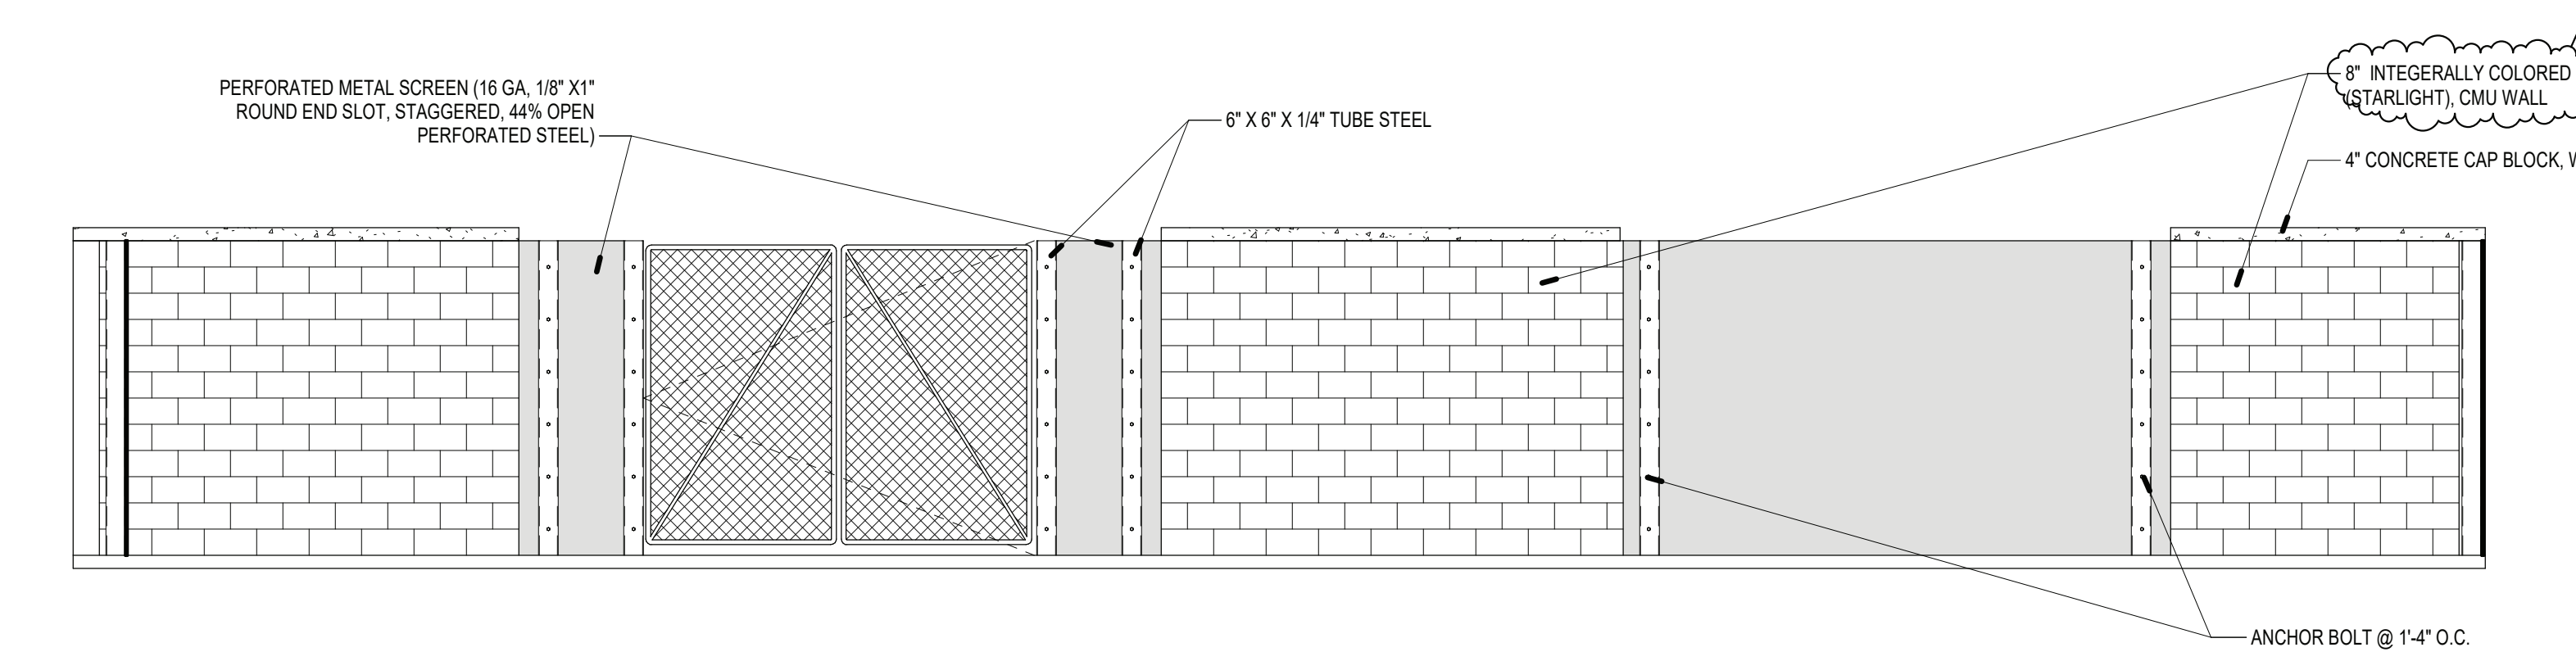 PERFORATED METAL SCREEN (16 GA, 1/8" X1"
ROUND END SLOT, STAGGERED, 44% OPEN
PERFORATED STEEL)
6" X 6" X 1/4" TUBE STEEL
8" INTEGERALLY COLORED
(STARLIGHT), CMU WALL
4" CONCRETE CAP BLOCK,
ANCHOR BOLT @ 1'-4" O.C.